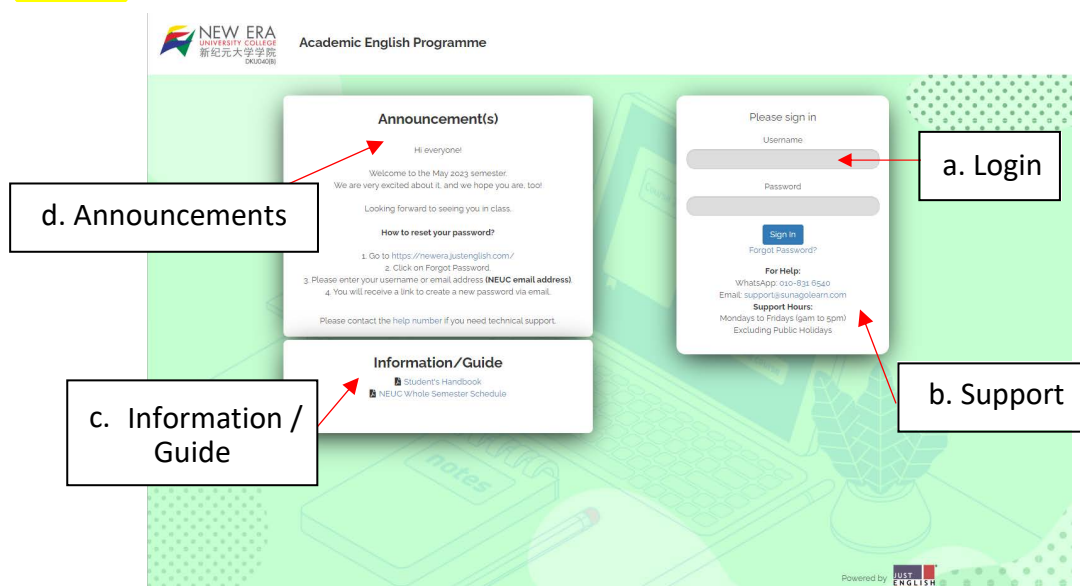 NEW ERA
UNIVERSITY COLLEGE
新纪元大学学院
DKU040(B)
Academic English Programme
Announcement(s)
Hi everyone!
Welcome to the May 2023 semester.
We are very excited about it, and we hope you are, too!
Looking forward to seeing you in class.
How to reset your password?
1. Go to https://newera.justenglish.com/
2. Click on Forgot Password.
3. Please enter your username or email address (NEUC email address).
4. You will receive a link to create a new password via email.
Please contact the help number if you need technical support.
Information/Guide
Student's Handbook
NEUC Whole Semester Schedule
Please sign in
Username
Password
Sign In
Forgot Password?
For Help:
WhatsApp: 010-831 6540
Email: support@sunagolearn.com
Support Hours:
Mondays to Fridays (9am to 5pm)
Excluding Public Holidays
a. Login
b. Support
c. Information /
Guide
d. Announcements
notes
Powered by
JUST
ENGLISH